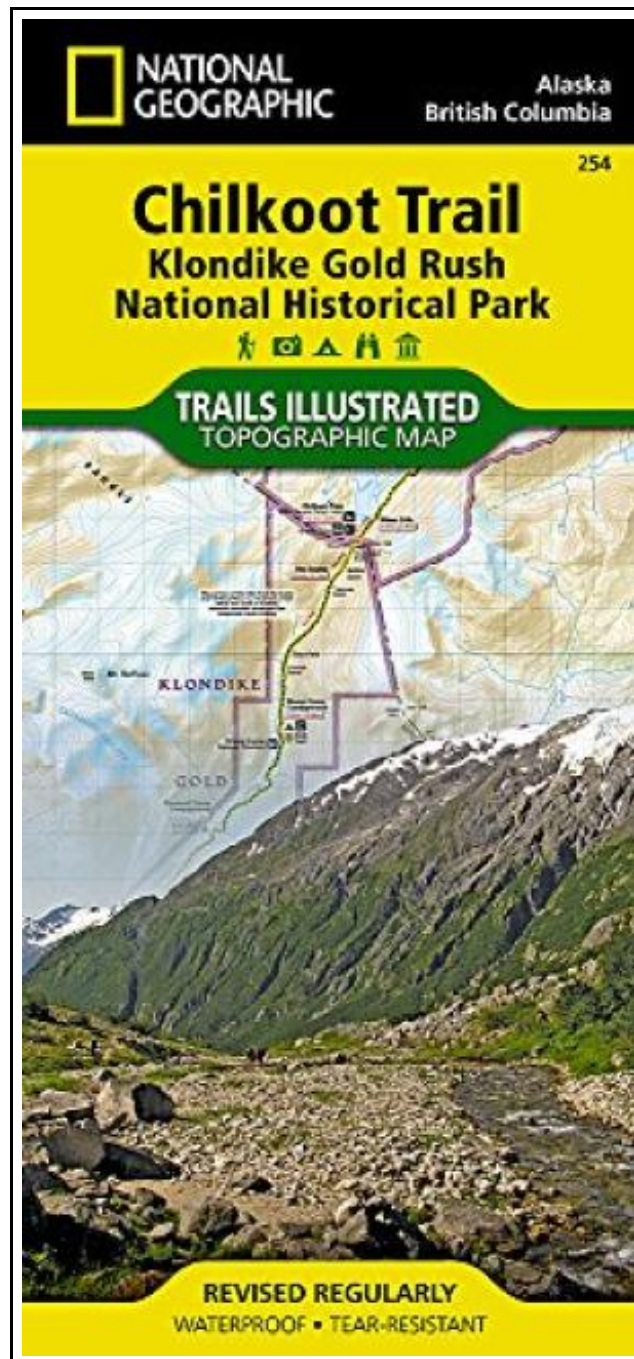 NATIONAL
GEOGRAPHIC
Alaska
British Columbia
254
Chilkoot Trail
Klondike Gold Rush
National Historical Park
TRAILS ILLUSTRATED
TOPOGRAPHIC MAP
KLONDIKE
GOLD
REVISED REGULARLY
WATERPROOF • TEAR-RESISTANT